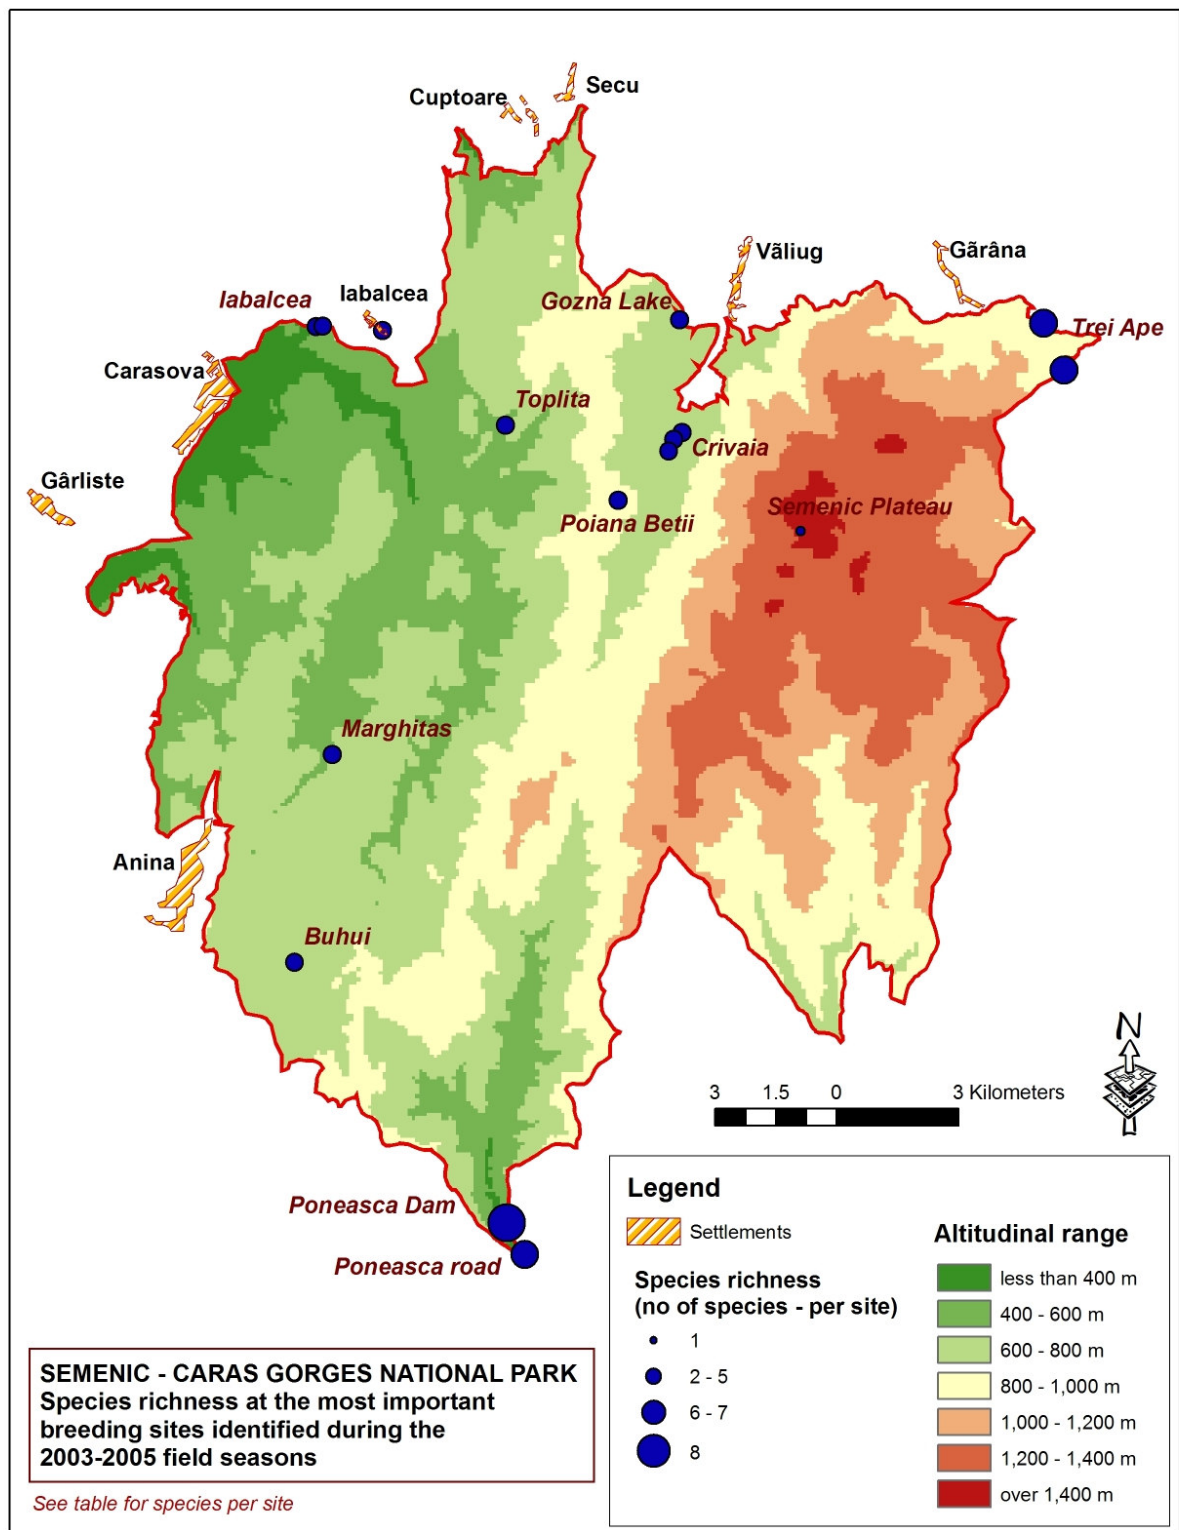 Secu
Cuptoare
Văliug
Gărâna
Iabalcea
Iabalcea
Gozna Lake
Trei Ape
Carasova
Toplita
Crivaia
Gârliste
Semenic Plateau
Poiana Betii
Marghitas
Anina
Buhui
N
3 1.5 0 3 Kilometers
Poneasca Dam
Poneasca road
Legend
Settlements
Species richness
(no of species - per site)
1
2 - 5
6 - 7
8
Altitudinal range
less than 400 m
400 - 600 m
600 - 800 m
800 - 1,000 m
1,000 - 1,200 m
1,200 - 1,400 m
over 1,400 m
SEMENIC - CARAS GORGES NATIONAL PARK
Species richness at the most important
breeding sites identified during the
2003-2005 field seasons
See table for species per site